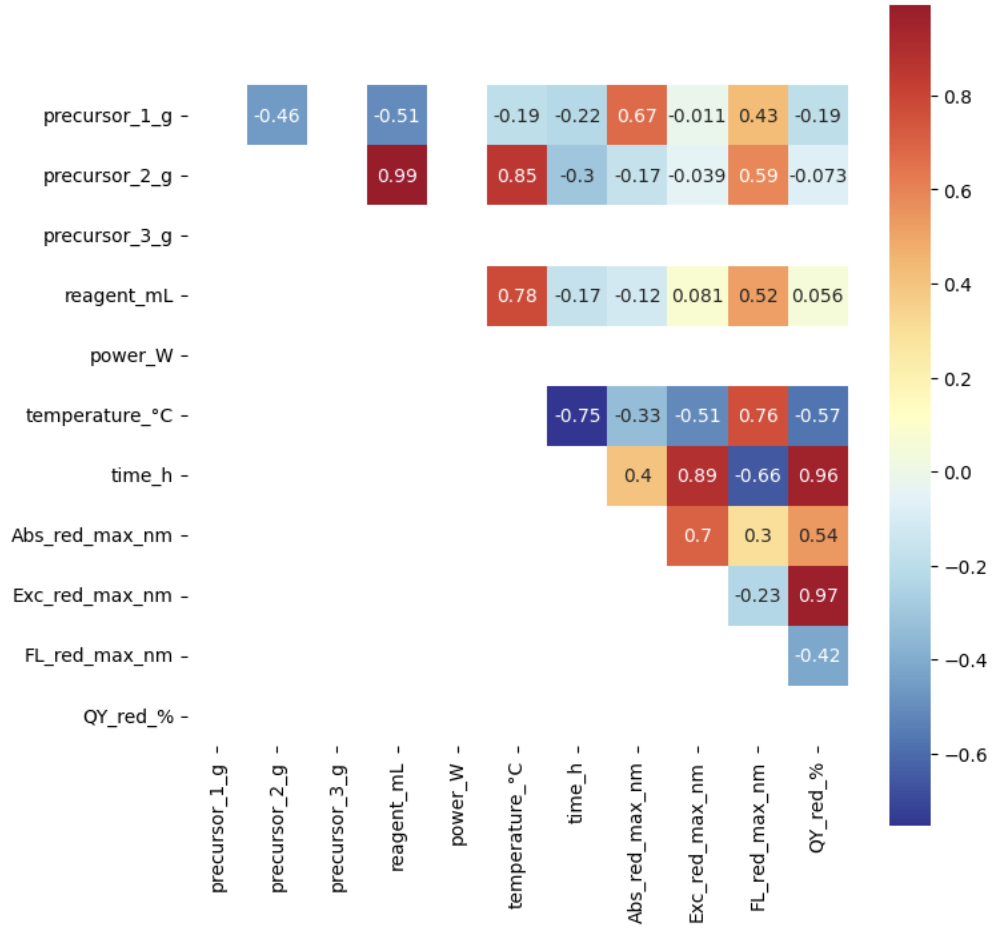 precursor_1_g
-0.46 -0.51 -0.19 -0.22 0.67 -0.011 0.43 -0.19
precursor_2_g
0.99 0.85 -0.3 -0.17 -0.039 0.59 -0.073
precursor_3_g
reagent_mL
0.78 -0.17 -0.12 0.081 0.52 0.056
power_W
temperature_°C
-0.75 -0.33 -0.51 0.76 -0.57
time_h
0.4 0.89 -0.66 0.96
Abs_red_max_nm
0.7 0.3 0.54
Exc_red_max_nm
-0.23 0.97
FL_red_max_nm
-0.42
QY_red_%
precursor_1_g
precursor_2_g
precursor_3_g
reagent_mL
power_W
temperature_°C
time_h
Abs_red_max_nm
Exc_red_max_nm
FL_red_max_nm
QY_red_%
0.8
0.6
0.4
0.2
0.0
−0.2
−0.4
−0.6